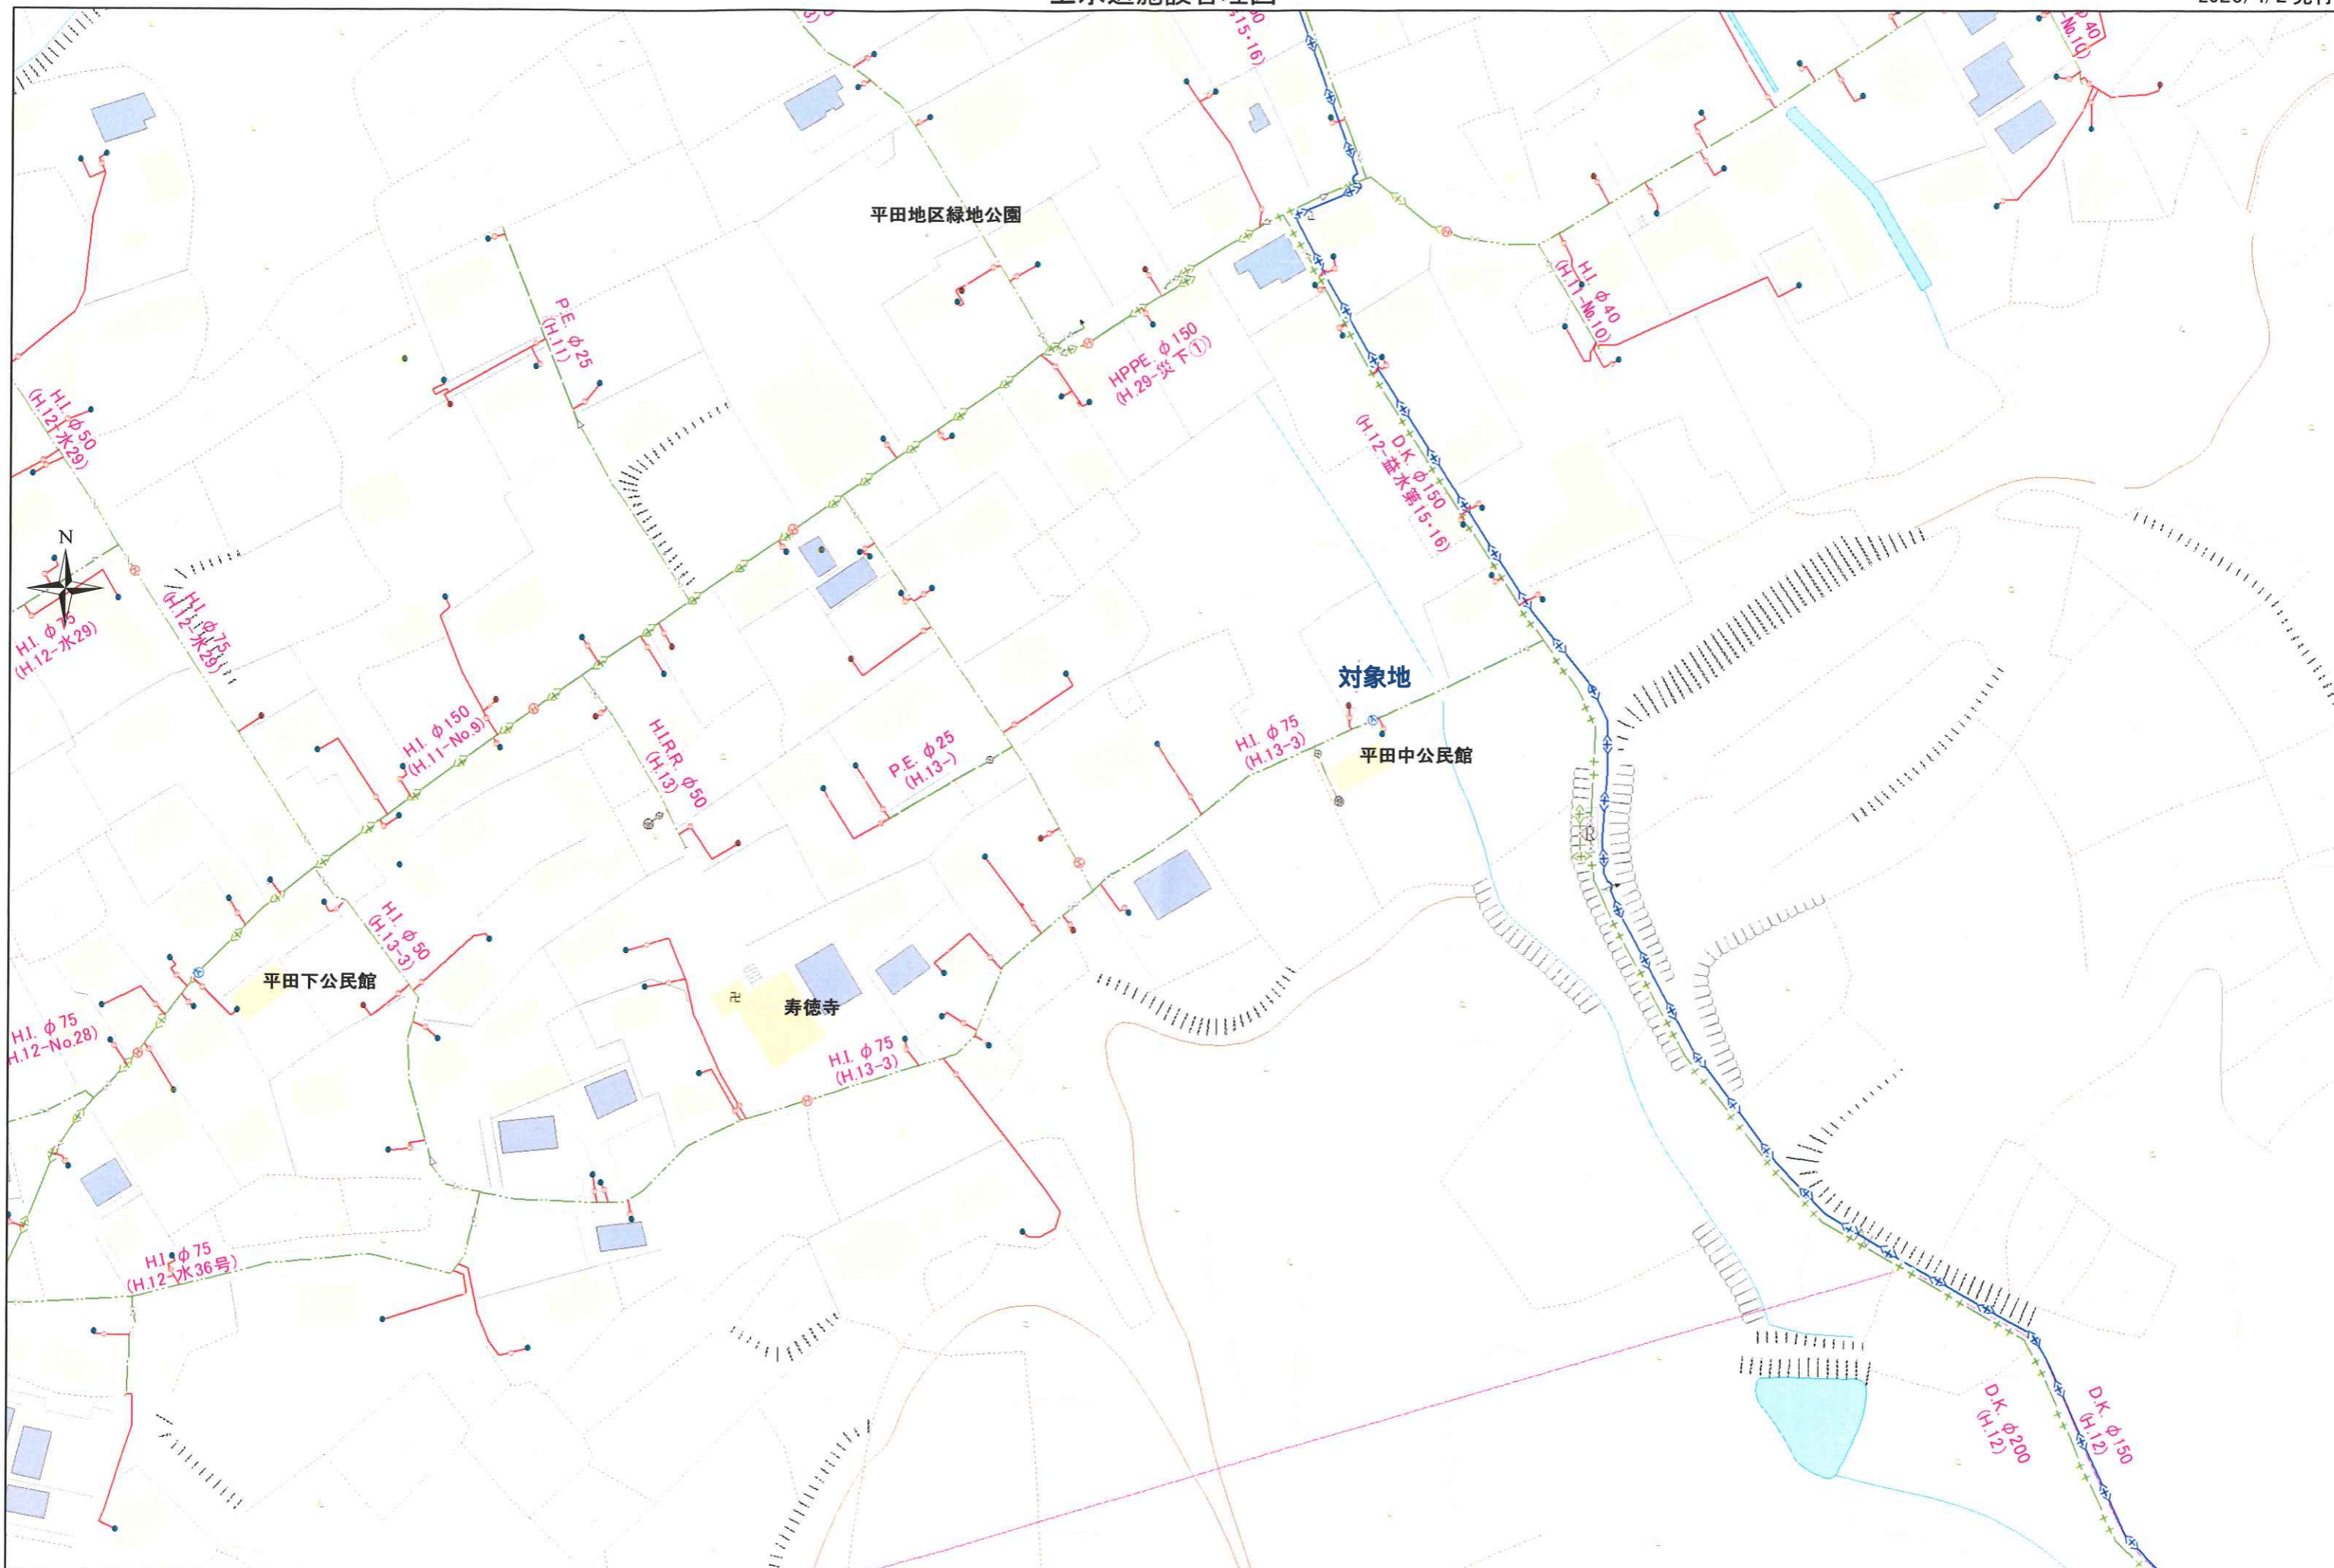 平田地区緑地公園
P.E. φ25
(H.11)
HPPE. φ150
(H.29-災 下①)
H.I. φ40
(H.11-No.10)
H.I. φ50
(H.12-水29)
D.K. φ150
(H.12-益水第15・16)
N
H.I. φ75
(H.12-水29)
H.I. φ75
(H.12-水29)
対象地
H.I. φ150
(H.11-No.9)
H.I.R.R. φ50
(H.13)
P.E. φ25
(H.13-)
H.I. φ75
(H.13-3)
平田中公民館
R
H.I. φ50
(H.13-3)
平田下公民館
寿徳寺
H.I. φ75
H.12-No.28)
H.I. φ75
(H.13-3)
H.I. φ75
(H.12-水36号)
D.K. φ200
(H.12)
D.K. φ150
(H.12)